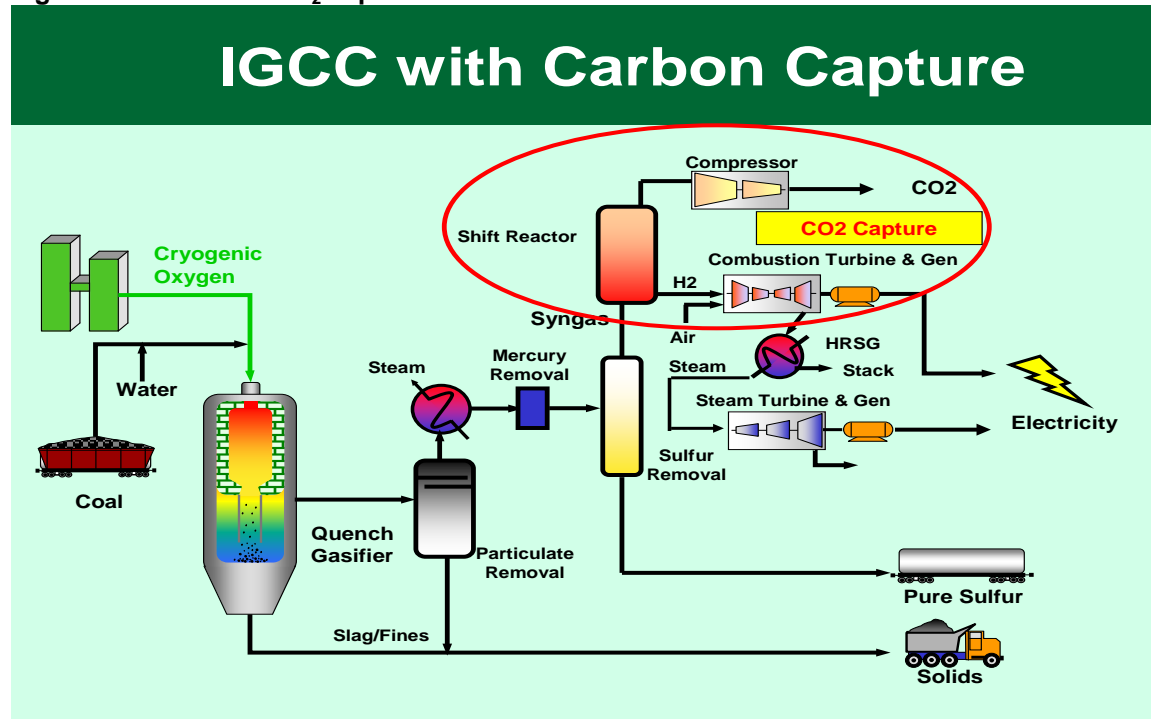 IGCC with Carbon Capture
Compressor
CO2
CO2 Capture
Shift Reactor
Combustion Turbine & Gen
Cryogenic
Oxygen
H2
Syngas
Air
HRSG
Stack
Mercury
Removal
Steam
Steam
Water
Steam Turbine & Gen
Electricity
Sulfur
Removal
Coal
Quench
Gasifier
Particulate
Removal
Pure Sulfur
Slag/Fines
Solids